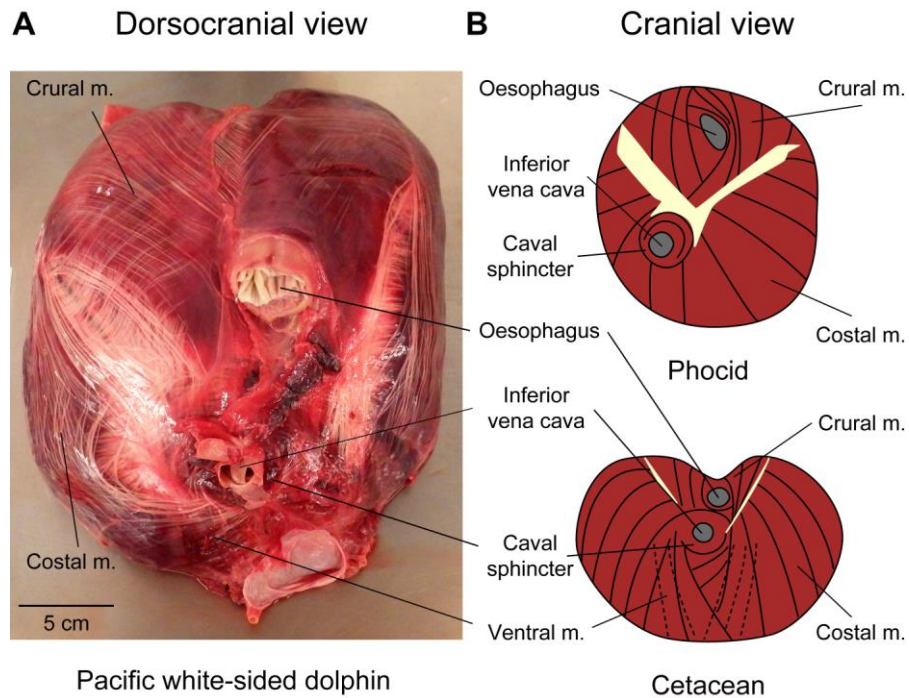 A Dorsocranial view
B Cranial view
Crural m.
Costal m.
5 cm
Pacific white-sided dolphin
Oesophagus
Crural m.
Inferior
vena cava
Caval
sphincter
Costal m.
Phocid
Oesophagus
Inferior
vena cava
Crural m.
Caval
sphincter
Ventral m.
Costal m.
Cetacean